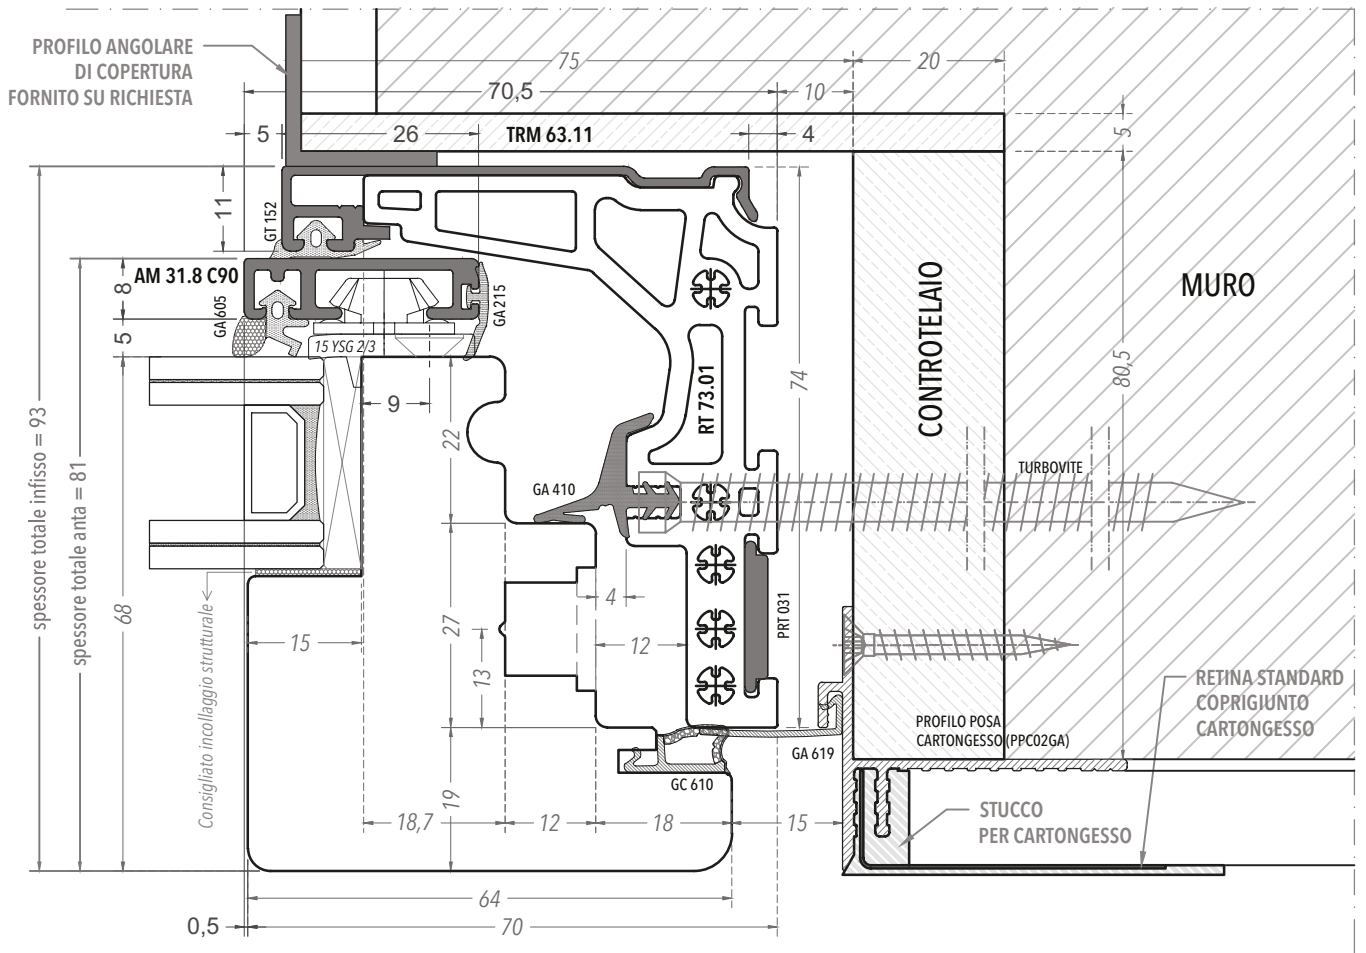 PROFILO ANGOLARE
DI COPERTURA
FORNITO SU RICHIESTA
75
20
70,5
10
5
26
TRM 63.11
4
5
11
GT 152
AM 31.8 C90
8
GA 605
GA 215
5
15 YSG 2/3
9
22
74
RT 73.01
CONTROTELAIO
MURO
80,5
TURBOVITE
GA 410
spessore totale infisso = 93
spessore totale anta = 81
68
Consigliato incollaggio strutturale
15
27
4
12
13
PRT 031
RETINA STANDARD
COPRIGIUNTO
CARTONGESSO
PROFILO POSA
CARTONGESSO (PPC02GA)
GA 619
GC 610
19
18,7
12
18
15
STUCCO
PER CARTONGESSO
64
0,5
70